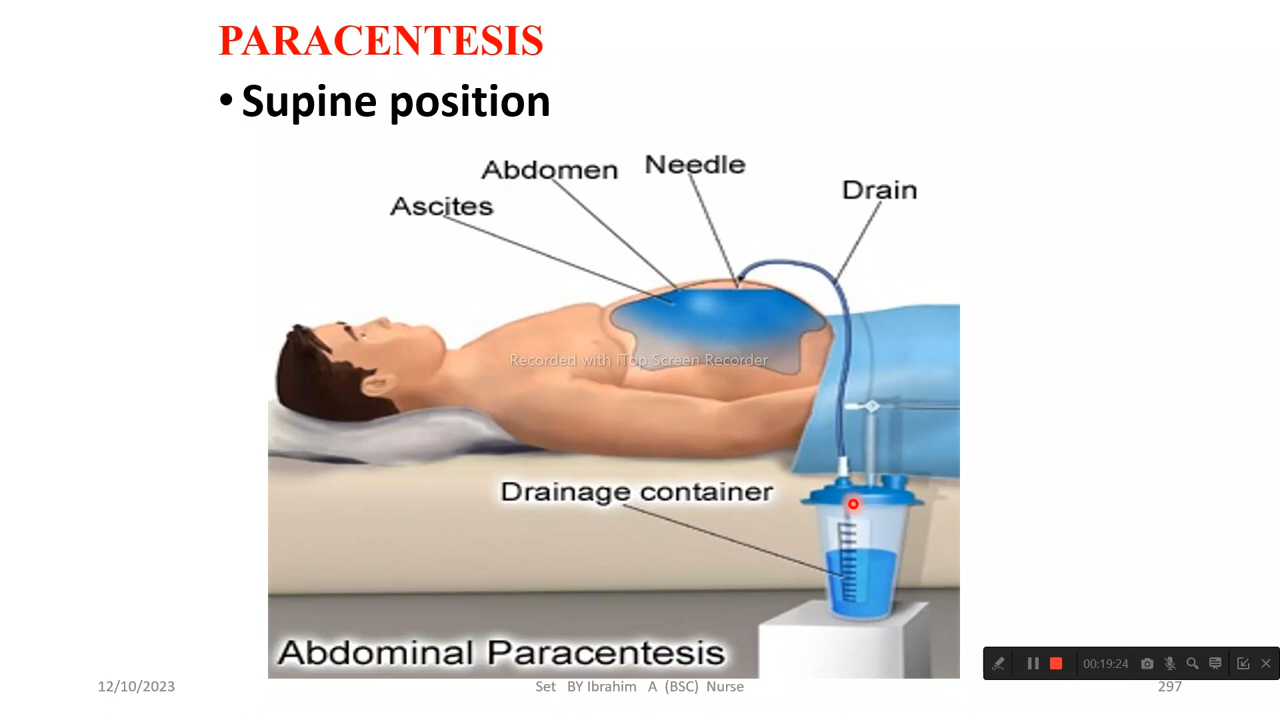 PARACENTESIS
• Supine position
Abdomen
Needle
Drain
Ascites
Recorded with iTop Screen Recorder
Drainage container
Abdominal Paracentesis
00:19:24
12/10/2023
Set BY Ibrahim A (BSC) Nurse
297